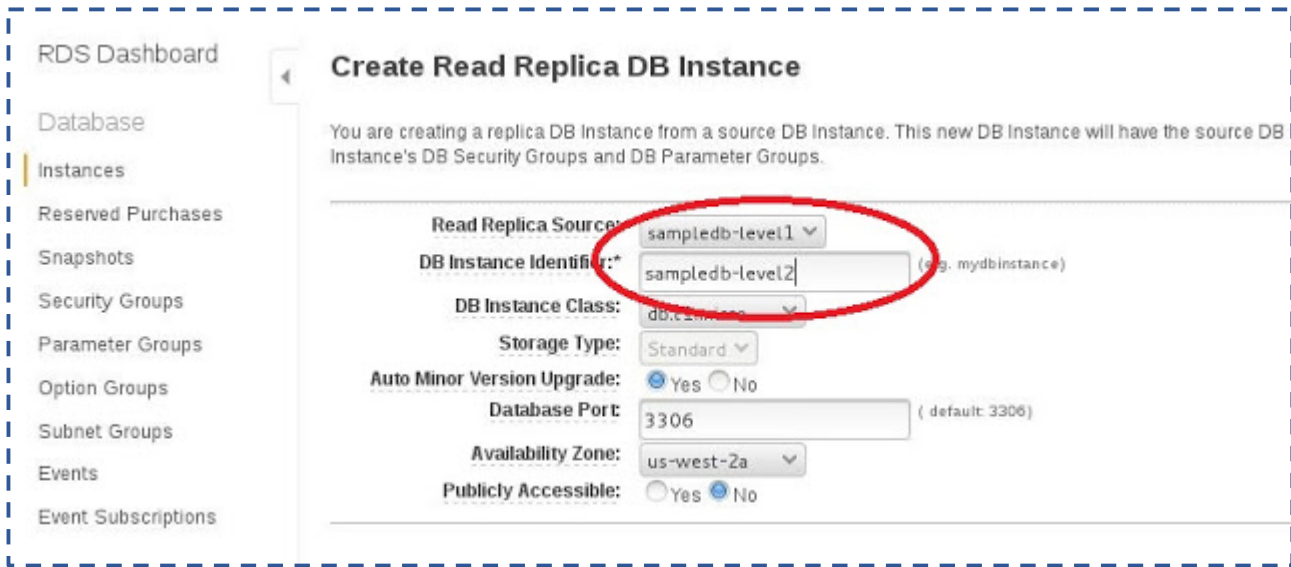 RDS Dashboard
Database
Instances
Reserved Purchases
Snapshots
Security Groups
Parameter Groups
Option Groups
Subnet Groups
Events
Event Subscriptions
Create Read Replica DB Instance
You are creating a replica DB Instance from a source DB Instance. This new DB Instance will have the source DB
Instance's DB Security Groups and DB Parameter Groups.
Read Replica Source: sampledb-level1
DB Instance Identifier:* sampledb-level2 (e.g. mydbinstance)
DB Instance Class:
Storage Type: Standard
Auto Minor Version Upgrade: Yes No
Database Port: 3306 ( default: 3306)
Availability Zone: us-west-2a
Publicly Accessible: Yes No